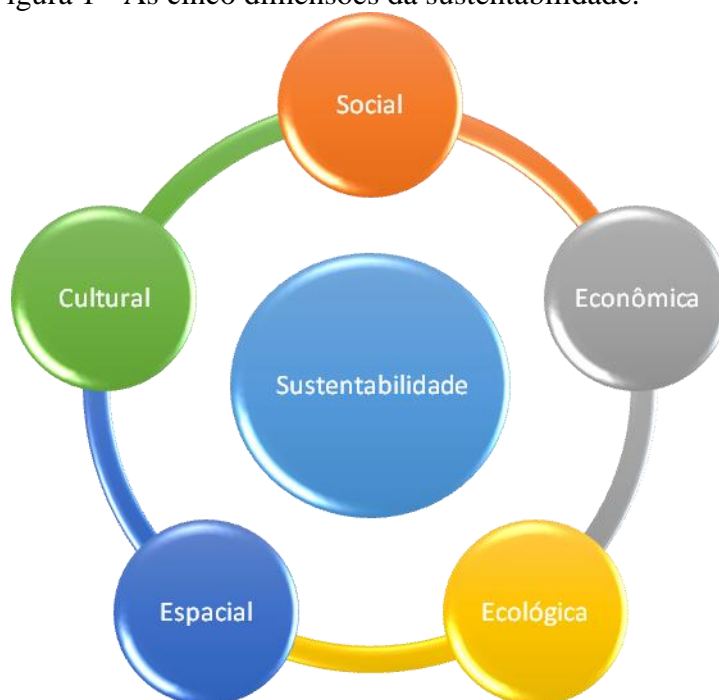 igura 1 - As cinco dimensões da sustentabilidade.
Social
Econômica
Cultural
Sustentabilidade
Espacial
Ecológica